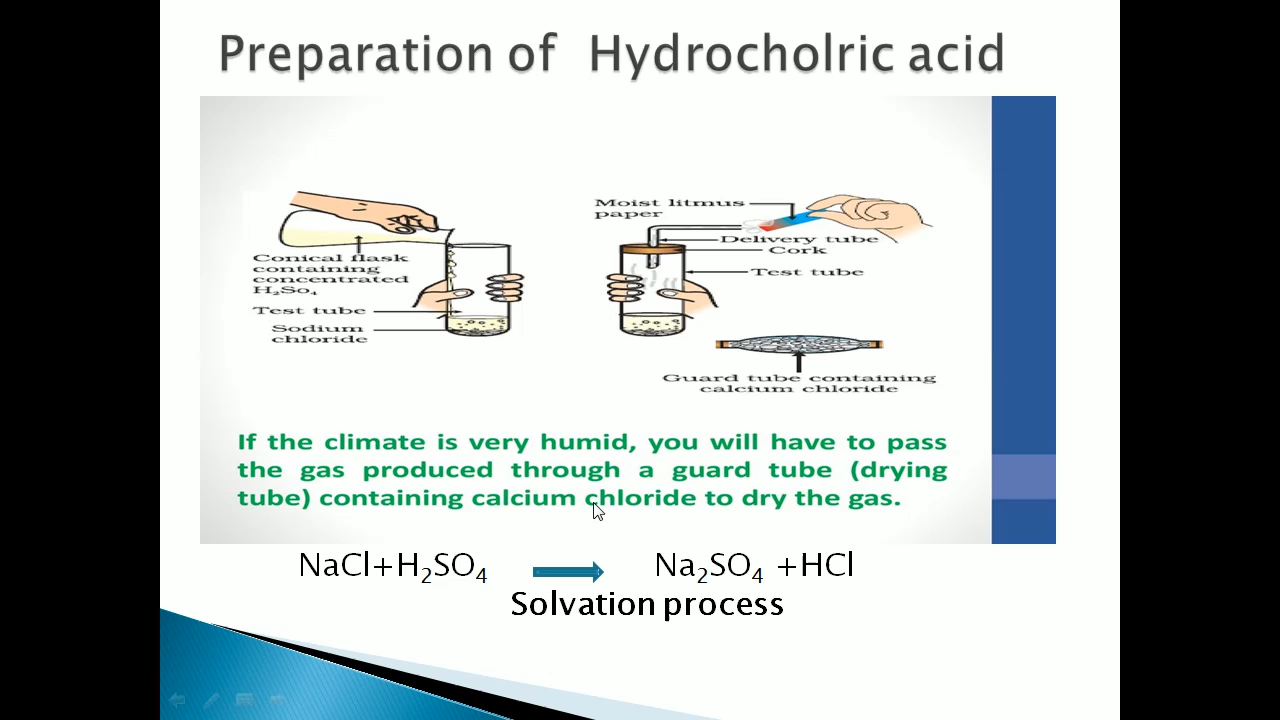 Preparation of Hydrocholric acid
Conical flask
containing
concentrated
H₂So₄
Test tube
Sodium
chloride
Moist litmus
paper
Delivery tube
Cork
Test tube
Guard tube containing
calcium chloride
If the climate is very humid, you will have to pass
the gas produced through a guard tube (drying
tube) containing calcium chloride to dry the gas.
NaCl+H₂SO₄ Na₂SO₄ +HCl
Solvation process